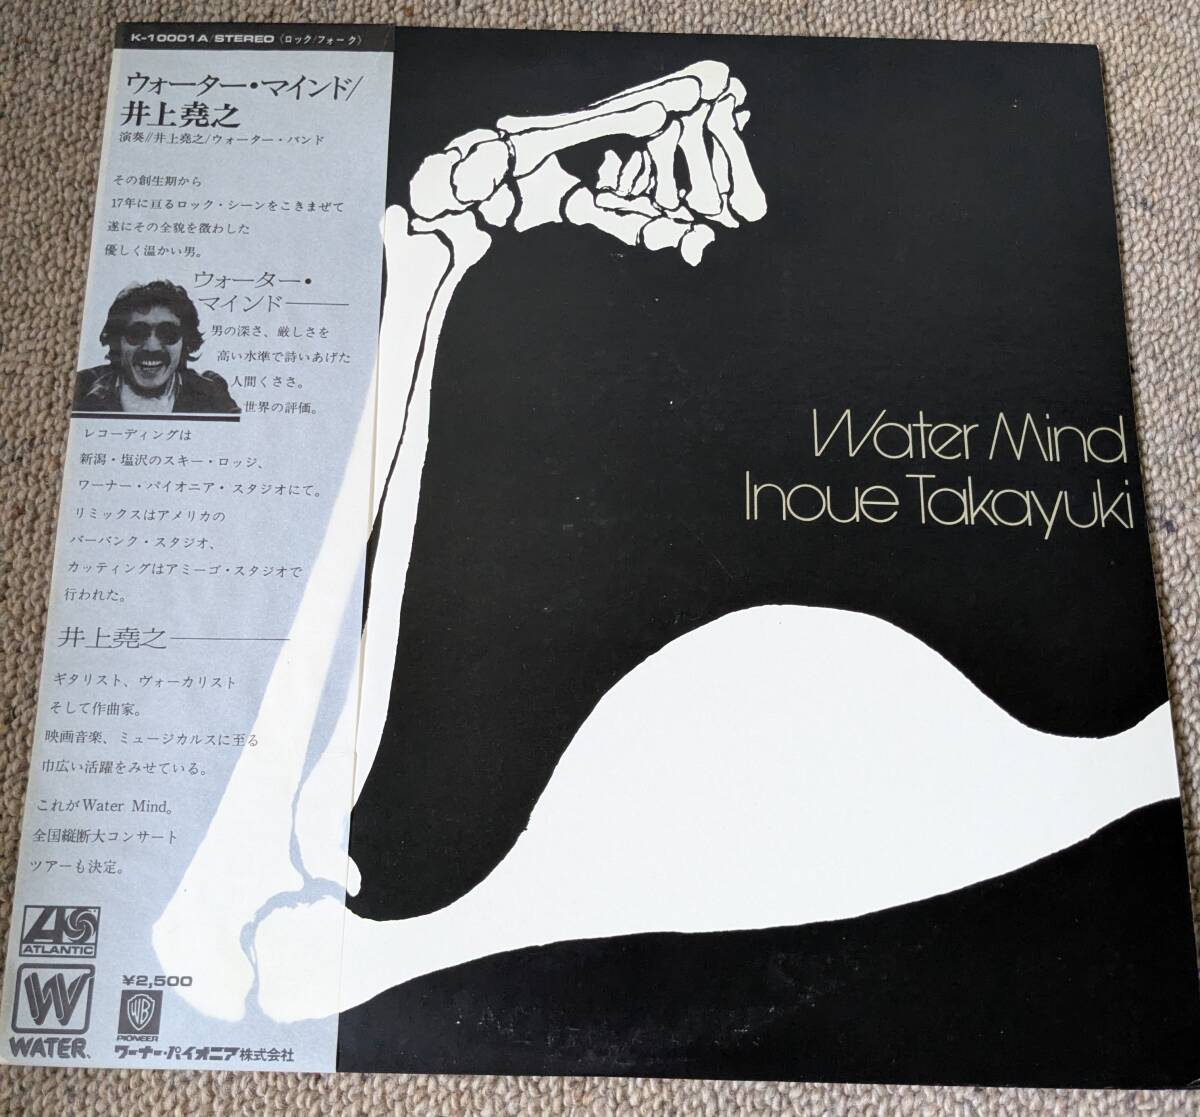 K-10001A/STEREO（ロック/フォーク）
ウォーター・マインド/
井上堯之
演奏//井上堯之/ウォーター・バンド
その創生期から
17年に亘るロック・シーンをこきまぜて
遂にその全貌を徴わした
優しく温かい男。
ウォーター・
マインド――
男の深さ、厳しさを
高い水準で詩いあげた
人間くささ。
世界の評価。
レコーディングは
新潟・塩沢のスキー・ロッジ、
ワーナー・パイオニア・スタジオにて。
リミックスはアメリカの
バーバンク・スタジオ、
カッティングはアミーゴ・スタジオで
行われた。
井上堯之――
ギタリスト、ヴォーカリスト
そして作曲家。
映画音楽、ミュージカルスに至る
巾広い活躍をみせている。
これがWater Mind。
全国縦断大コンサート
ツアーも決定。
ATLANTIC
W
WATER.
¥2,500
WB
PIONEER
ワーナー・パイオニア株式会社
Water Mind
Inoue Takayuki